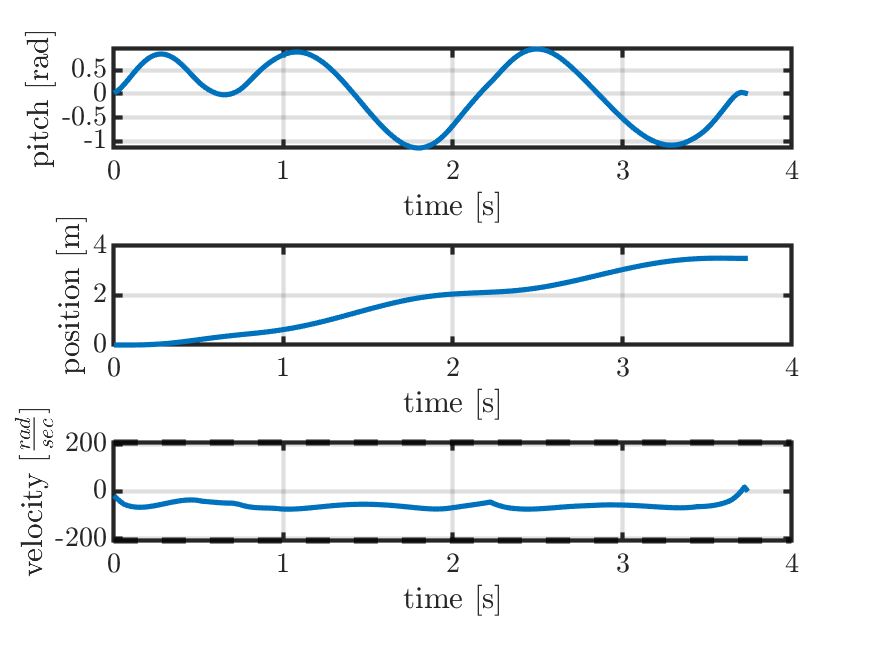 pitch [rad]
0.5
0
-0.5
-1
0 1 2 3 4
time [s]
position [m]
4
2
0
0 1 2 3 4
time [s]
velocity [rad/sec]
200
0
-200
0 1 2 3 4
time [s]